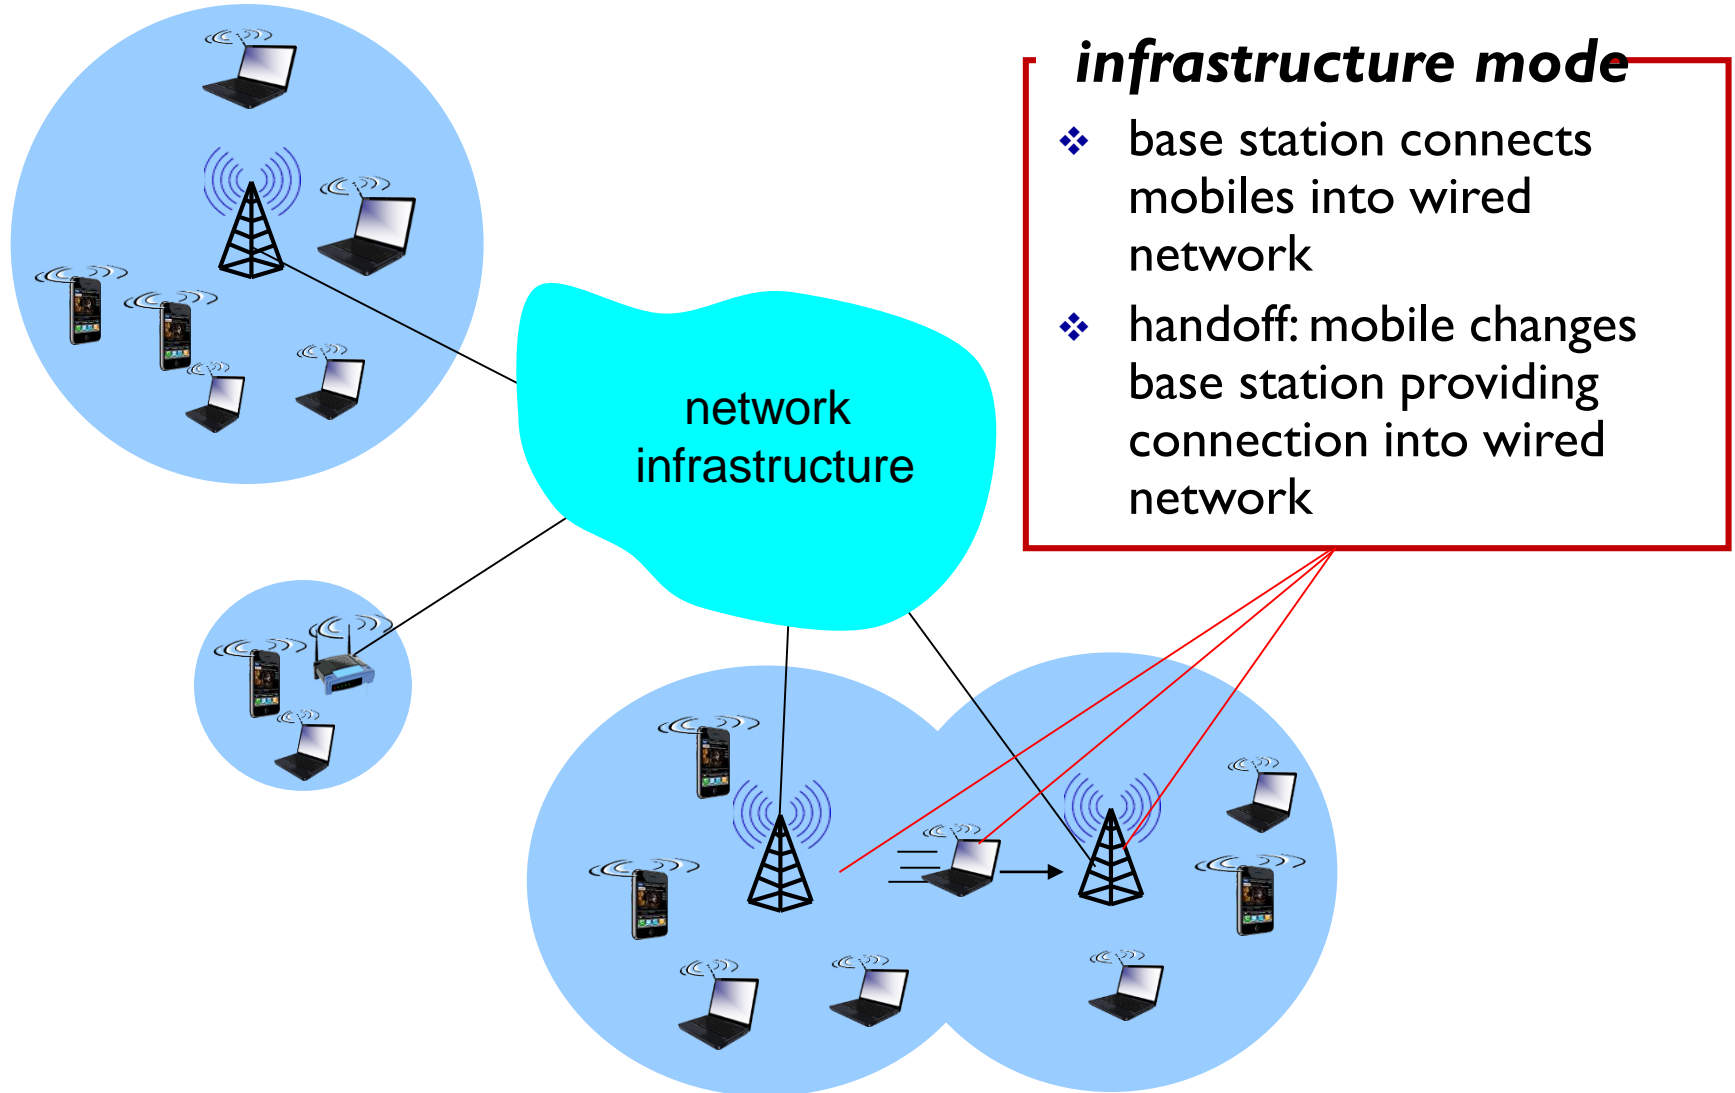 infrastructure mode
❖ base station connects
mobiles into wired
network
❖ handoff: mobile changes
base station providing
connection into wired
network
network
infrastructure